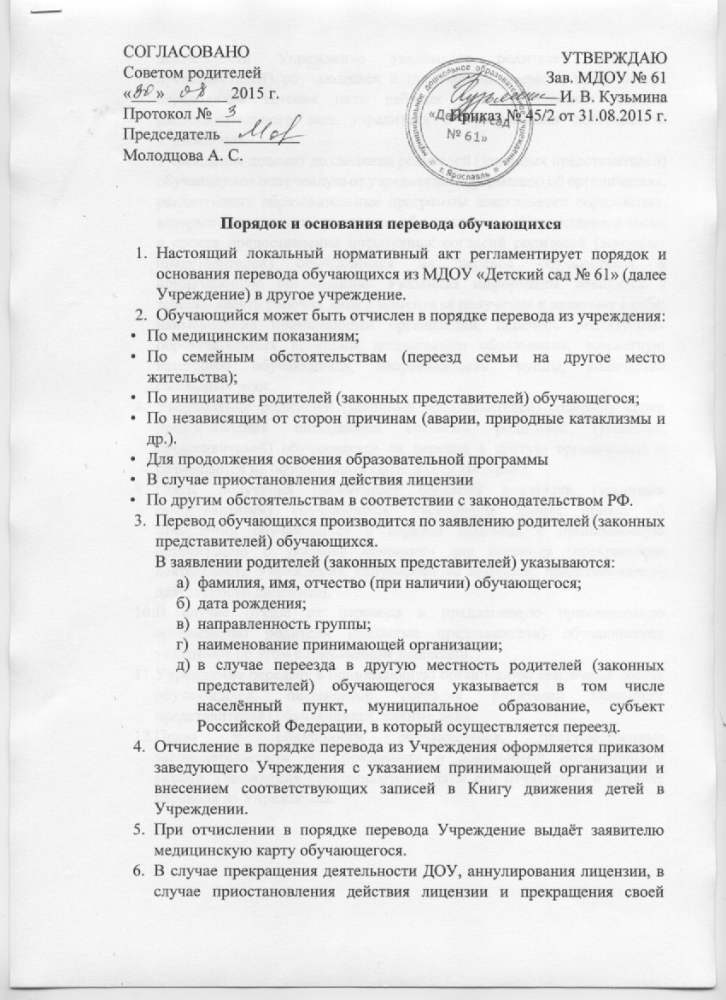 СОГЛАСОВАНО
Советом родителей
«30» 08 2015 г.
Протокол № 3
Председатель
Молодцова А. С.
УТВЕРЖДАЮ
Зав. МДОУ № 61
И. В. Кузьмина
Приказ № 45/2 от 31.08.2015 г.
муниципальное дошкольное образовательное учреждение
«Детский сад
№ 61»
г. Ярославль
Порядок и основания перевода обучающихся
1. Настоящий локальный нормативный акт регламентирует порядок и
основания перевода обучающихся из МДОУ «Детский сад № 61» (далее
Учреждение) в другое учреждение.
2. Обучающийся может быть отчислен в порядке перевода из учреждения:
• По медицинским показаниям;
• По семейным обстоятельствам (переезд семьи на другое место
жительства);
• По инициативе родителей (законных представителей) обучающегося;
• По независящим от сторон причинам (аварии, природные катаклизмы и
др.).
• Для продолжения освоения образовательной программы
• В случае приостановления действия лицензии
• По другим обстоятельствам в соответствии с законодательством РФ.
3. Перевод обучающихся производится по заявлению родителей (законных
представителей) обучающихся.
В заявлении родителей (законных представителей) указываются:
а) фамилия, имя, отчество (при наличии) обучающегося;
б) дата рождения;
в) направленность группы;
г) наименование принимающей организации;
д) в случае переезда в другую местность родителей (законных
представителей) обучающегося указывается в том числе
населённый пункт, муниципальное образование, субъект
Российской Федерации, в который осуществляется переезд.
4. Отчисление в порядке перевода из Учреждения оформляется приказом
заведующего Учреждения с указанием принимающей организации и
внесением соответствующих записей в Книгу движения детей в
Учреждении.
5. При отчислении в порядке перевода Учреждение выдаёт заявителю
медицинскую карту обучающегося.
6. В случае прекращения деятельности ДОУ, аннулирования лицензии, в
случае приостановления действия лицензии и прекращения своей